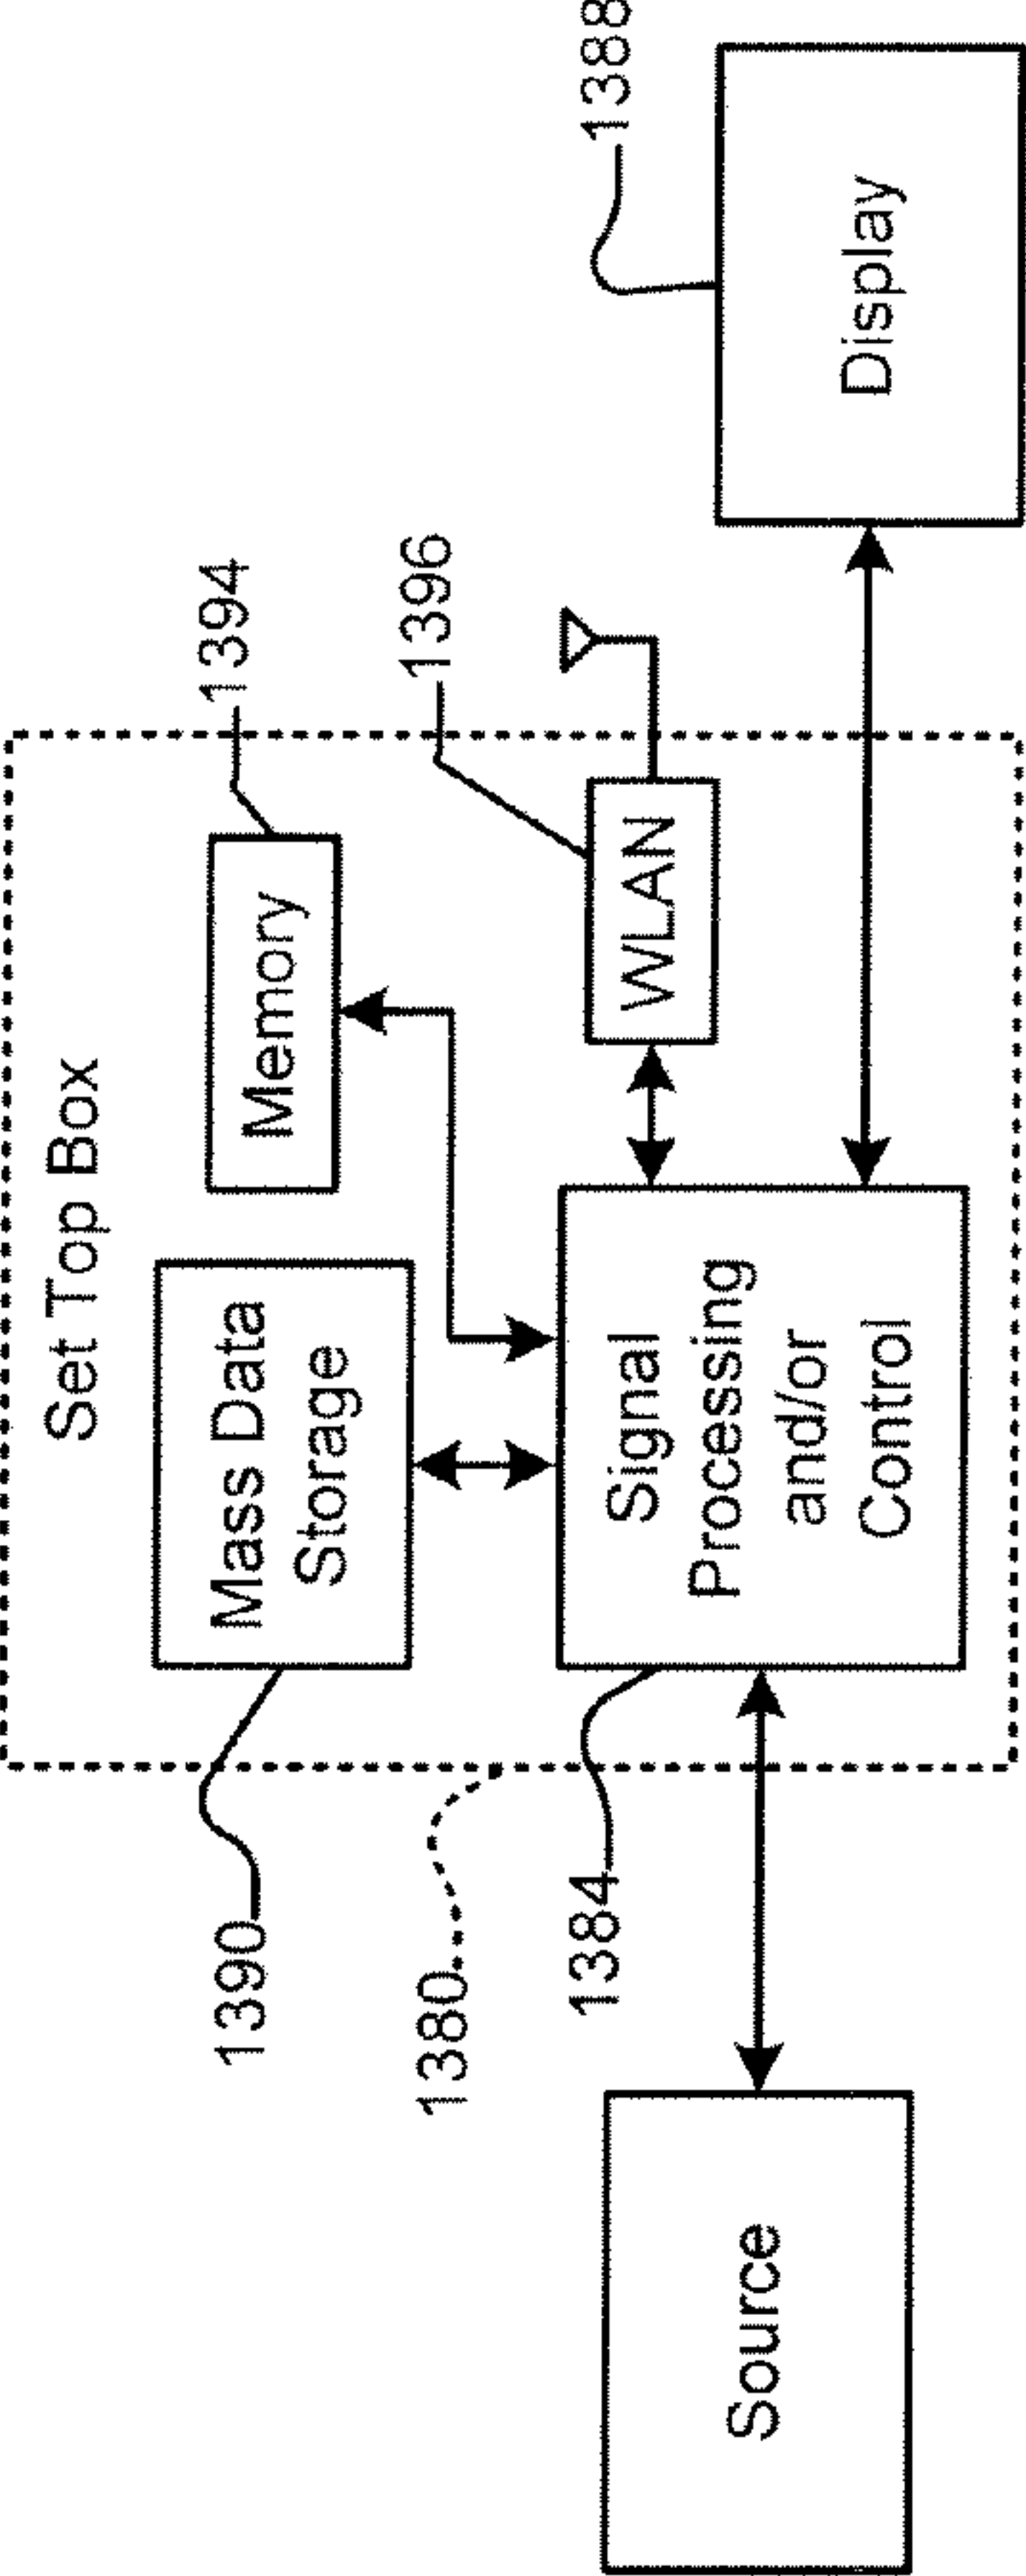 Set Top Box
1390
Mass Data
Storage
Memory
1394
1380
1396
1384
Signal
Processing
and/or
Control
WLAN
1388
Source
Display